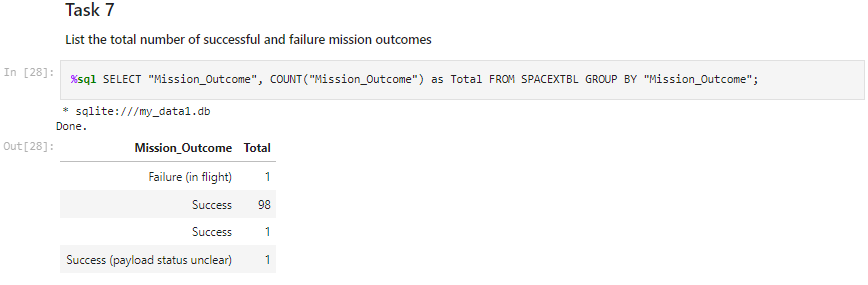 Task 7
List the total number of successful and failure mission outcomes
In [28]: %sql SELECT "Mission_Outcome", COUNT("Mission_Outcome") as Total FROM SPACEXTBL GROUP BY "Mission_Outcome";
* sqlite:///my_data1.db
Done.
Out[28]: Mission_Outcome Total
Failure (in flight) 1
Success 98
Success 1
Success (payload status unclear) 1